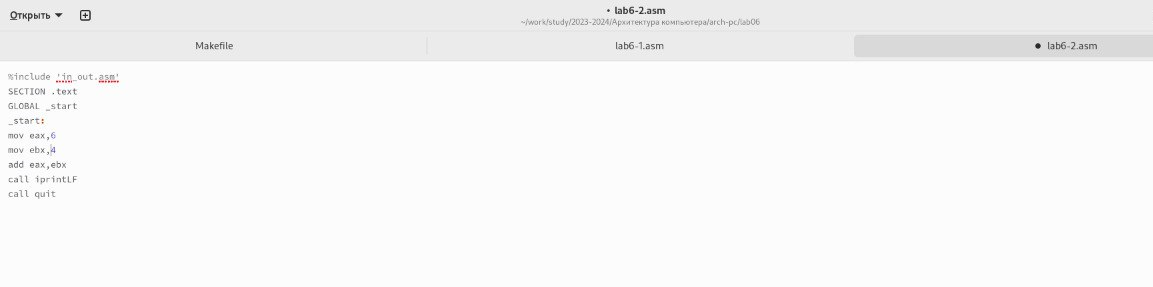 Открыть
• lab6-2.asm
~/work/study/2023-2024/Архитектура компьютера/arch-pc/lab06
Makefile
lab6-1.asm
● lab6-2.asm
%include 'in_out.asm'
SECTION .text
GLOBAL _start
_start:
mov eax,6
mov ebx,4
add eax,ebx
call iprintLF
call quit